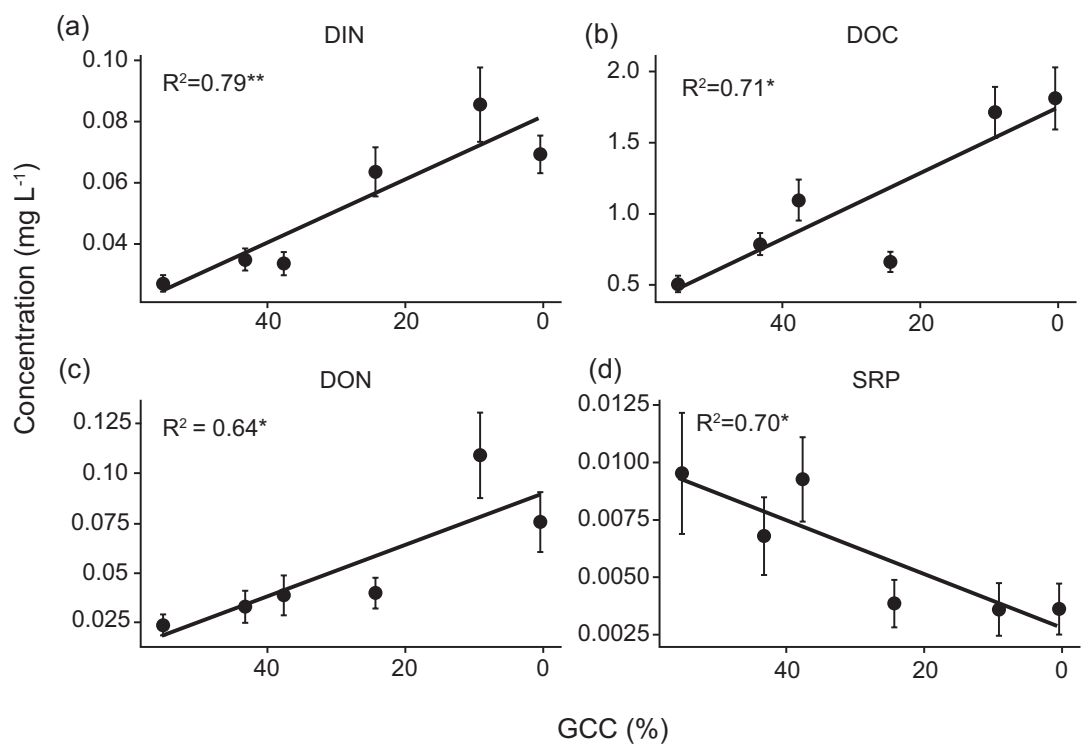 (a) DIN
R²=0.79**
0.10
0.08
0.06
0.04
40 20 0
(b) DOC
R²=0.71*
2.0
1.5
1.0
0.5
40 20 0
Concentration (mg L⁻¹)
(c) DON
R² = 0.64*
0.125
0.10
0.075
0.05
0.025
40 20 0
(d) SRP
R²=0.70*
0.0125
0.0100
0.0075
0.0050
0.0025
40 20 0
GCC (%)